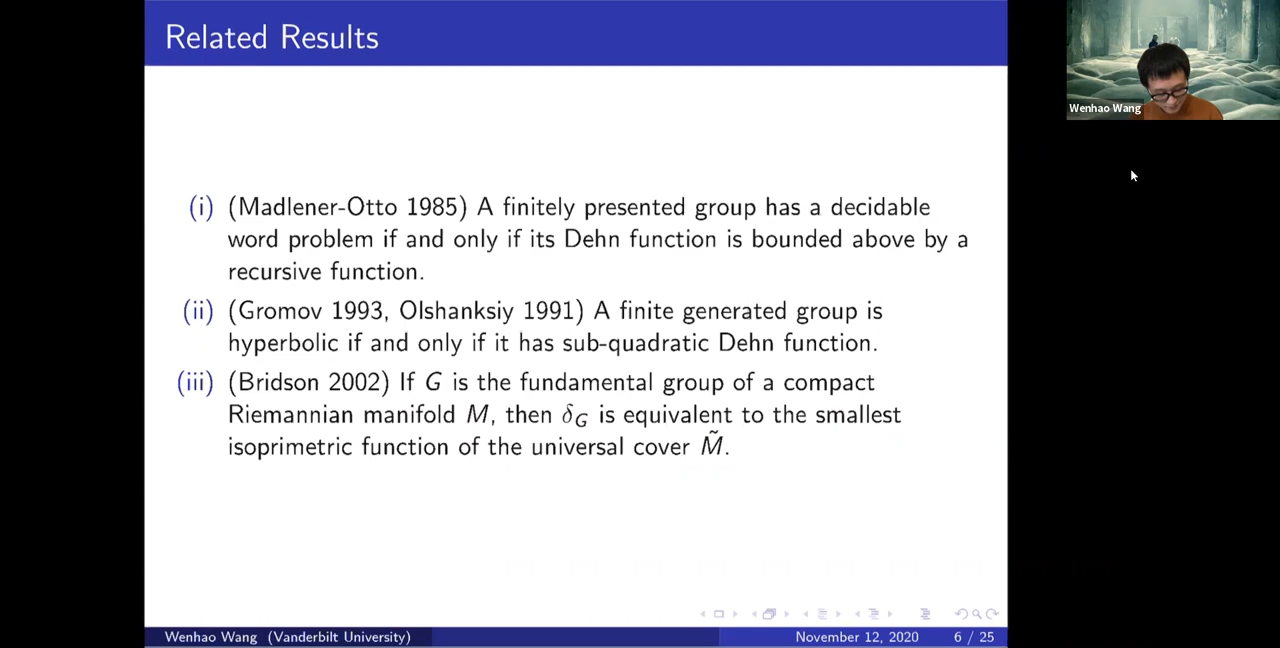 Related Results
(i) (Madlener-Otto 1985) A finitely presented group has a decidable
word problem if and only if its Dehn function is bounded above by a
recursive function.
(ii) (Gromov 1993, Olshanksiy 1991) A finite generated group is
hyperbolic if and only if it has sub-quadratic Dehn function.
(iii) (Bridson 2002) If G is the fundamental group of a compact
Riemannian manifold M, then δ_G is equivalent to the smallest
isoprimetric function of the universal cover M̃.
Wenhao Wang (Vanderbilt University)
November 12, 2020
6 / 25
Wenhao Wang